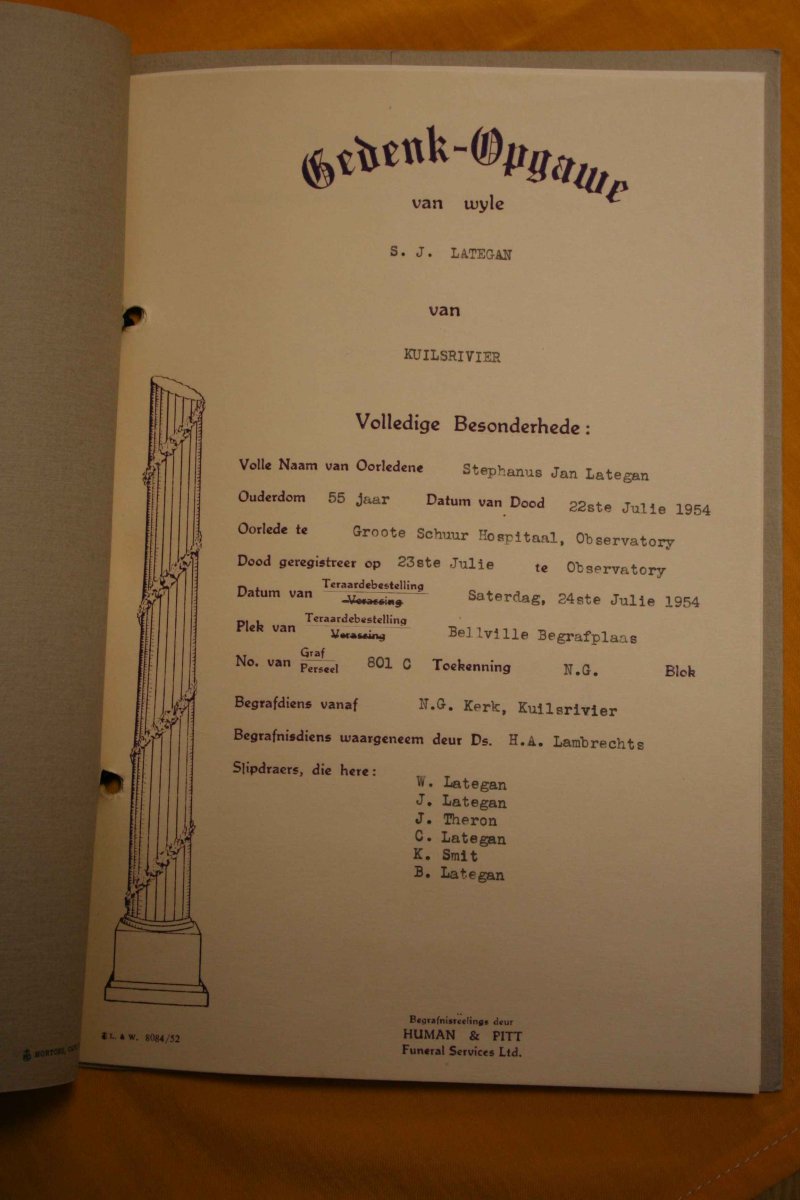 Gedenk-Opgawe
van wyle
S. J. LATEGAN
van
KUILSRIVIER
Volledige Besonderhede:
Volle Naam van Oorledene Stephanus Jan Lategan
Ouderdom 55 jaar Datum van Dood 22ste Julie 1954
Oorlede te Groote Schuur Hospitaal, Observatory
Dood geregistreer op 23ste Julie te Observatory
Datum van Teraardebestelling Verassing Saterdag, 24ste Julie 1954
Plek van Teraardebestelling Verassing Bellville Begrafplaas
No. van Graf Perseel 801 C Toekenning N.G. Blok
Begrafdiens vanaf N.G. Kerk, Kuilsrivier
Begrafnisdiens waargeneem deur Ds. H.A. Lambrechts
Slipdraers, die here:
W. Lategan
J. Lategan
J. Theron
C. Lategan
K. Smit
B. Lategan
Begrafnisreelings deur
HUMAN & PITT
Funeral Services Ltd.
L. & W. 8084/52